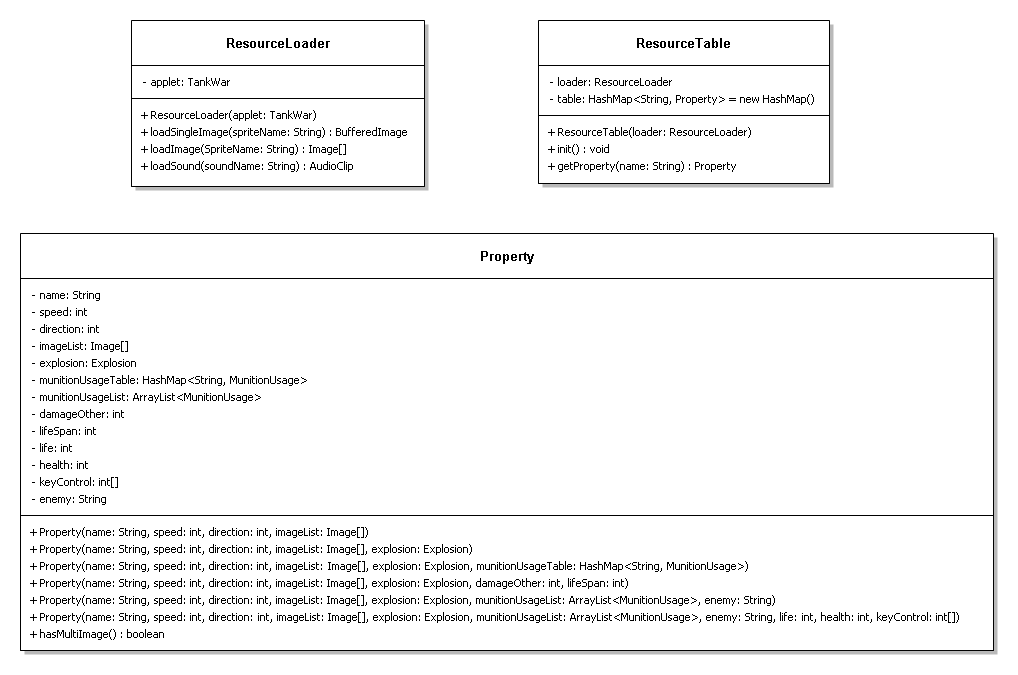 ResourceLoader
- applet: TankWar
+ ResourceLoader(applet: TankWar)
+ loadSingleImage(spriteName: String) : BufferedImage
+ loadImage(SpriteName: String) : Image[]
+ loadSound(soundName: String) : AudioClip
ResourceTable
- loader: ResourceLoader
- table: HashMap<String, Property> = new HashMap()
+ ResourceTable(loader: ResourceLoader)
+ init() : void
+ getProperty(name: String) : Property
Property
- name: String
- speed: int
- direction: int
- imageList: Image[]
- explosion: Explosion
- munitionUsageTable: HashMap<String, MunitionUsage>
- munitionUsageList: ArrayList<MunitionUsage>
- damageOther: int
- lifeSpan: int
- life: int
- health: int
- keyControl: int[]
- enemy: String
+ Property(name: String, speed: int, direction: int, imageList: Image[])
+ Property(name: String, speed: int, direction: int, imageList: Image[], explosion: Explosion)
+ Property(name: String, speed: int, direction: int, imageList: Image[], explosion: Explosion, munitionUsageTable: HashMap<String, MunitionUsage>)
+ Property(name: String, speed: int, direction: int, imageList: Image[], explosion: Explosion, damageOther: int, lifeSpan: int)
+ Property(name: String, speed: int, direction: int, imageList: Image[], explosion: Explosion, munitionUsageList: ArrayList<MunitionUsage>, enemy: String)
+ Property(name: String, speed: int, direction: int, imageList: Image[], explosion: Explosion, munitionUsageList: ArrayList<MunitionUsage>, enemy: String, life: int, health: int, keyControl: int[])
+ hasMultiImage() : boolean